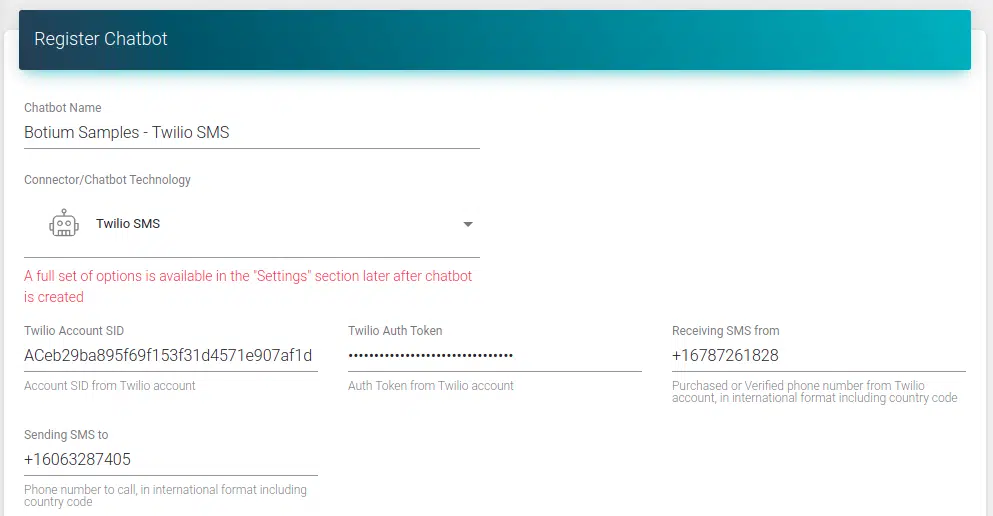 Register Chatbot
Chatbot Name
Botium Samples - Twilio SMS
Connector/Chatbot Technology
Twilio SMS
A full set of options is available in the "Settings" section later after chatbot
is created
Twilio Account SID
ACeb29ba895f69f153f31d4571e907af1d
Account SID from Twilio account
Twilio Auth Token
•••••••••••••••••••••••••••••••••
Auth Token from Twilio account
Receiving SMS from
+16787261828
Purchased or Verified phone number from Twilio
account, in international format including country code
Sending SMS to
+16063287405
Phone number to call, in international format including
country code